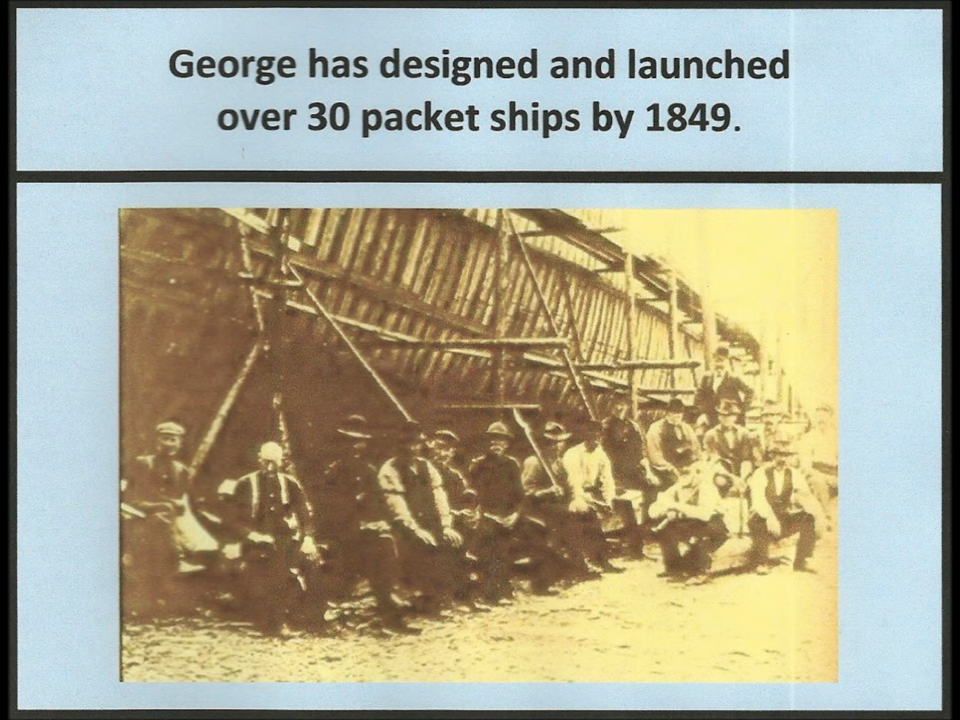 George has designed and launched
over 30 packet ships by 1849.